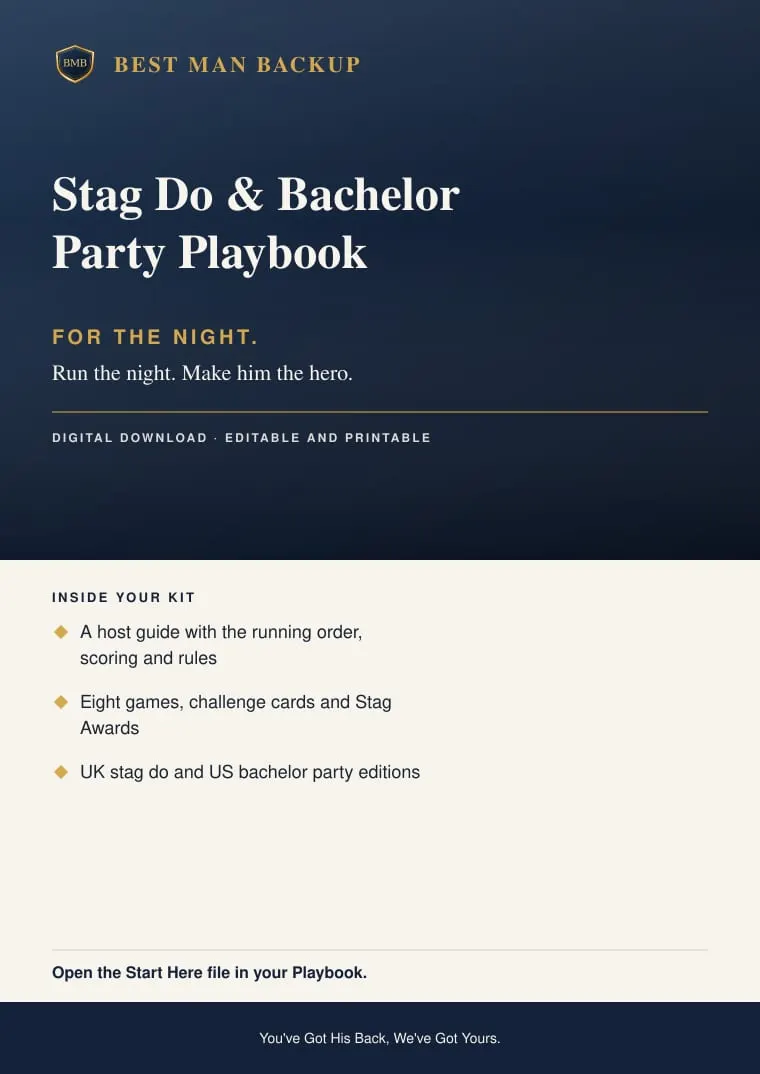 BMB
BEST MAN BACKUP
Stag Do & Bachelor
Party Playbook
FOR THE NIGHT.
Run the night. Make him the hero.
DIGITAL DOWNLOAD · EDITABLE AND PRINTABLE
INSIDE YOUR KIT
A host guide with the running order,
scoring and rules
Eight games, challenge cards and Stag
Awards
UK stag do and US bachelor party editions
Open the Start Here file in your Playbook.
You've Got His Back, We've Got Yours.